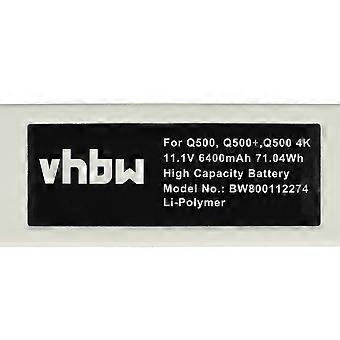 vhbw
For Q500, Q500+,Q500 4K
11.1V 6400mAh 71.04Wh
High Capacity Battery
Model No.: BW800112274
Li-Polymer